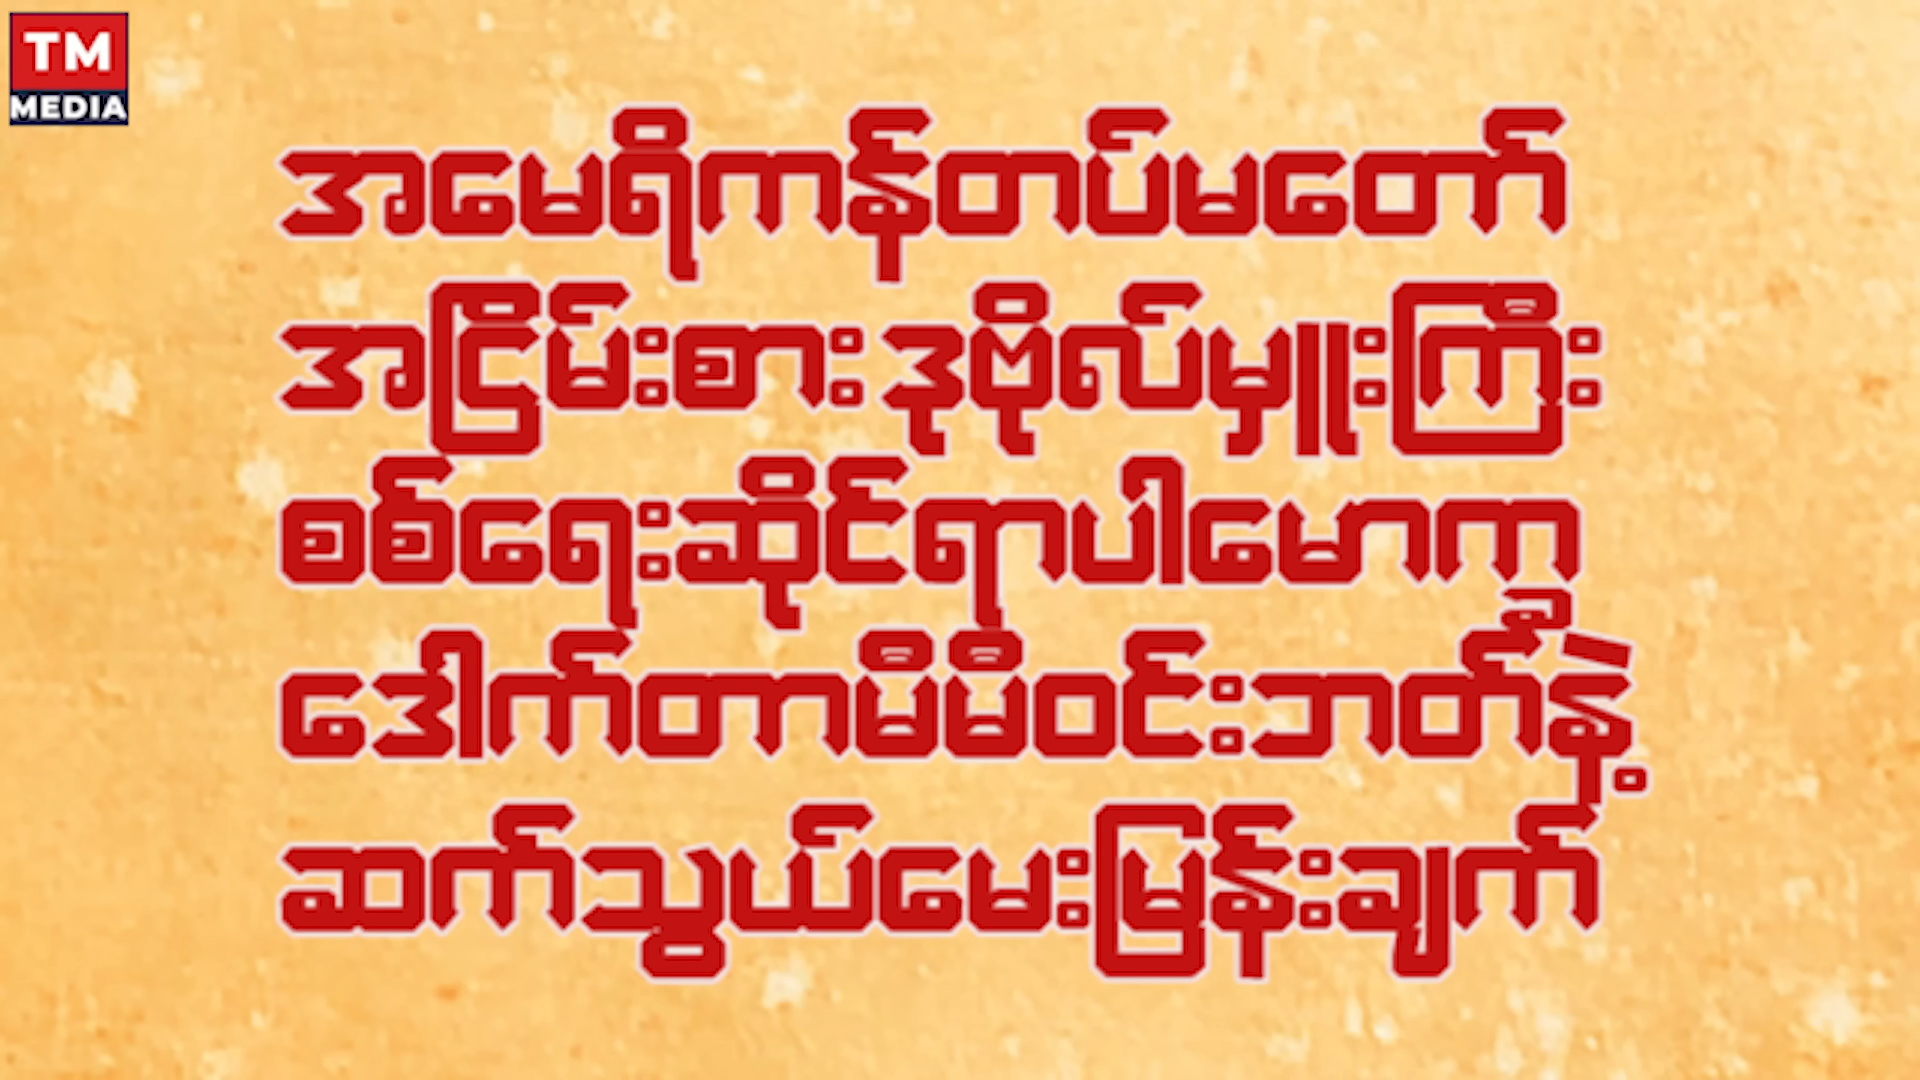 TM
MEDIA
အမေရိကန်တပ်မတော်
အငြိမ်းစား ဒုဗိုလ်မှူးကြီး
စစ်ရေးဆိုင်ရာပါမောက္ခ
ဒေါက်တာမိမိဝင်းဘတ်နဲ့
ဆက်သွယ်မေးမြန်းချက်